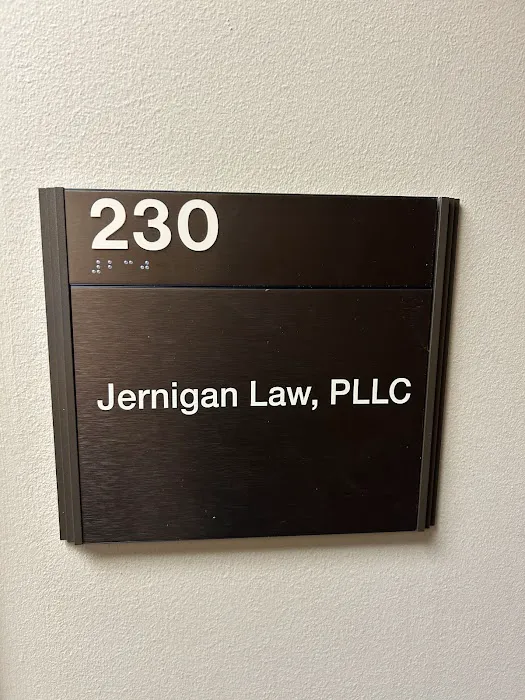 230
⠼⠃⠉⠚
Jernigan Law, PLLC